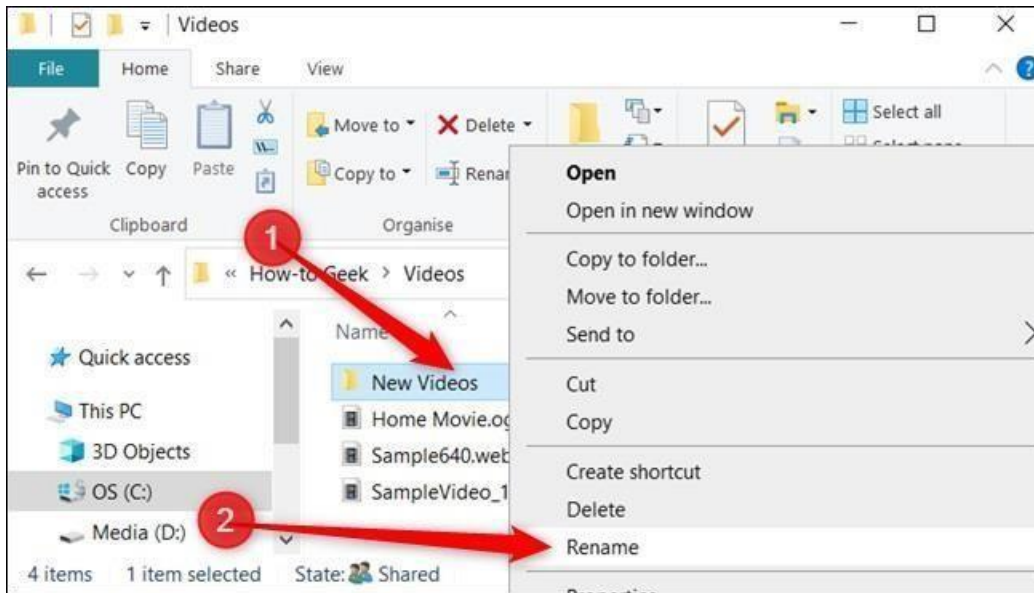 Videos
File Home Share View
Pin to Quick access
Copy
Paste
Clipboard
Move to
Copy to
Delete
Organise
Select all
How-to Geek > Videos
Name
Quick access
This PC
3D Objects
OS (C:)
Media (D:)
New Videos
Home Movie.og
Sample640.web
SampleVideo_1
4 items 1 item selected State: Shared
Open
Open in new window
Copy to folder...
Move to folder...
Send to
Cut
Copy
Create shortcut
Delete
Rename
1
2